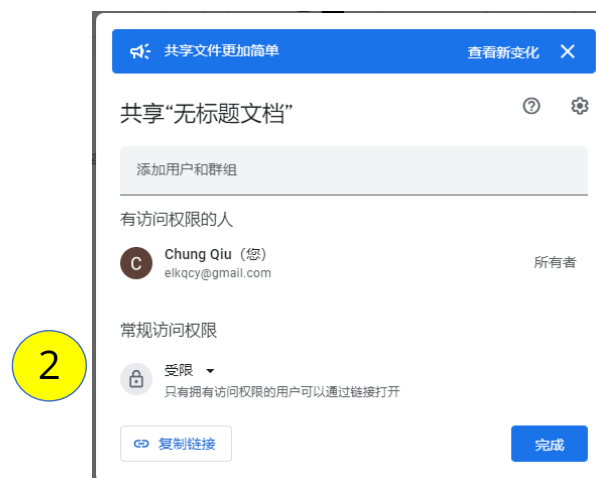 共享文件更加简单 查看新变化
共享“无标题文档”
添加用户和群组
有访问权限的人
C Chung Qiu（您）
elkqcy@gmail.com 所有者
常规访问权限
2
受限
只有拥有访问权限的用户可以通过链接打开
复制链接 完成